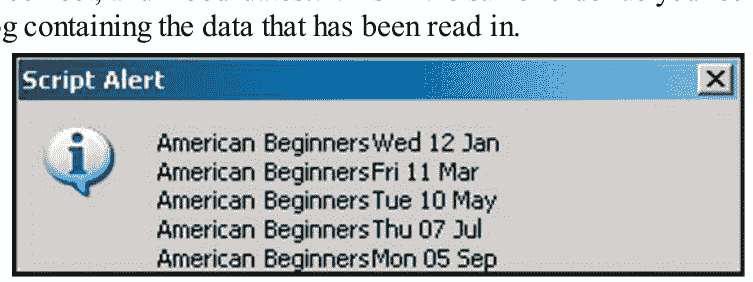 og containing the data that has been read in.
Script Alert
American BeginnersWed 12 Jan
American BeginnersFri 11 Mar
American BeginnersTue 10 May
American BeginnersThu 07 Jul
American BeginnersMon 05 Sep